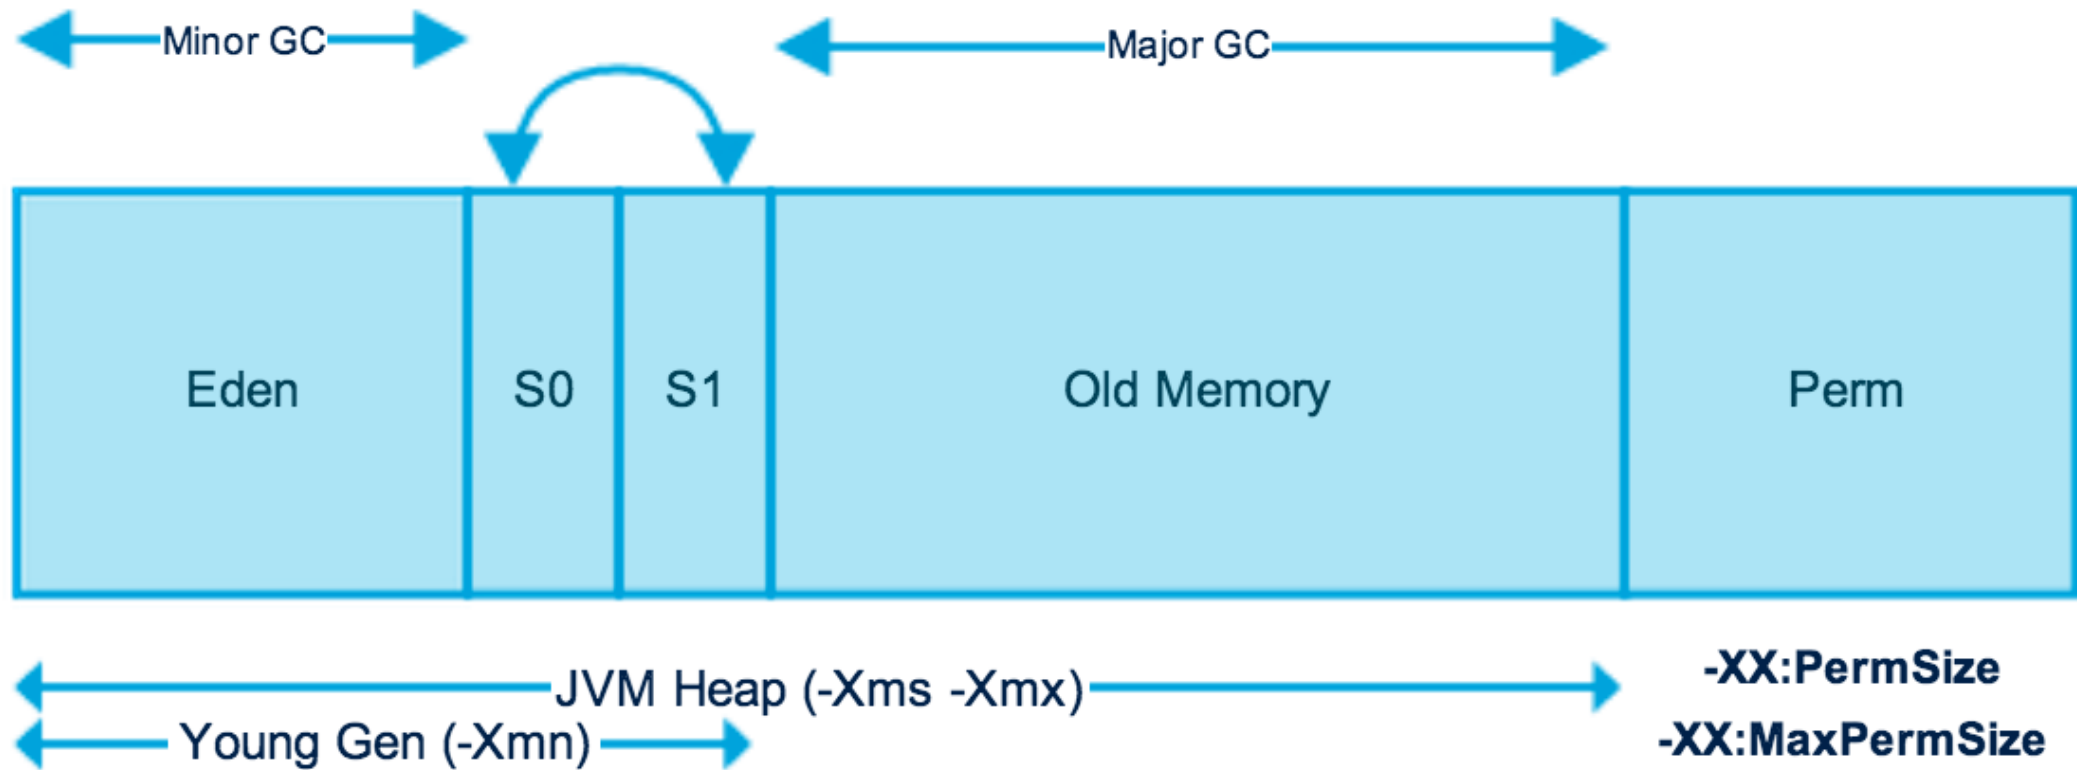 Minor GC
Major GC
Eden
S0
S1
Old Memory
Perm
JVM Heap (-Xms -Xmx)
Young Gen (-Xmn)
-XX:PermSize
-XX:MaxPermSize